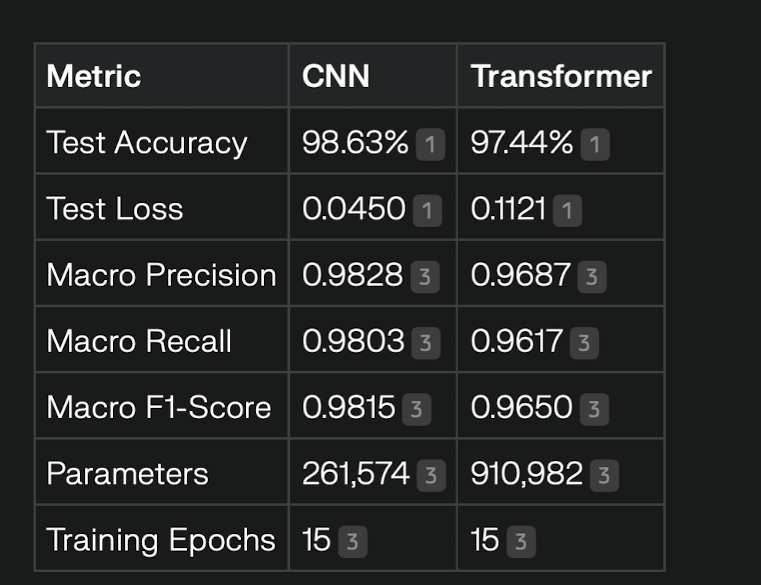 Metric CNN Transformer
Test Accuracy 98.63% 1 97.44% 1
Test Loss 0.0450 1 0.1121 1
Macro Precision 0.9828 3 0.9687 3
Macro Recall 0.9803 3 0.9617 3
Macro F1-Score 0.9815 3 0.9650 3
Parameters 261,574 3 910,982 3
Training Epochs 15 3 15 3